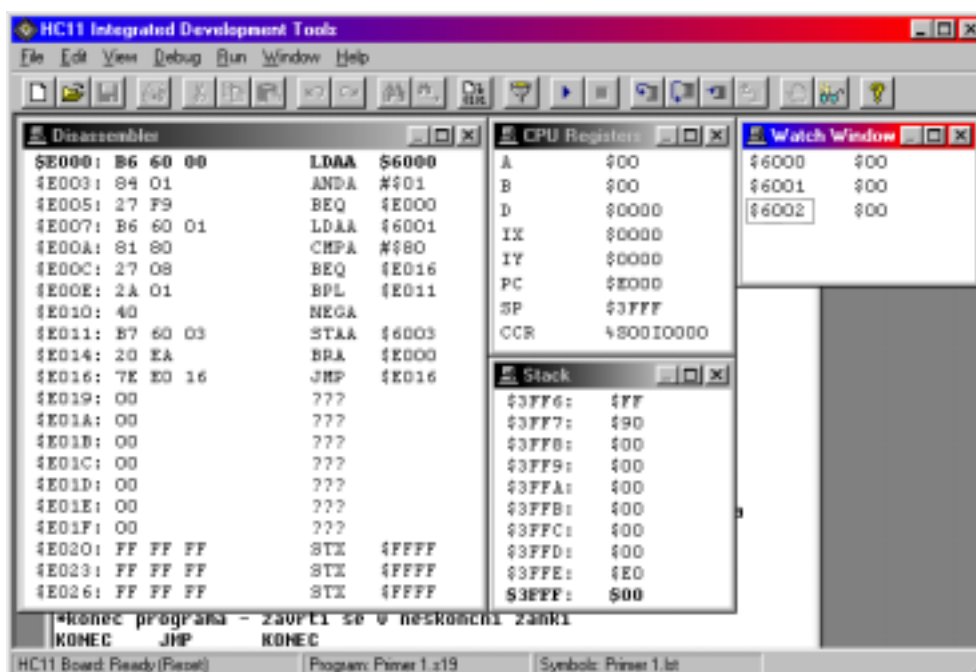 HC11 Integrated Development Tools
File Edit View Debug Run Window Help
Disassembler
$E000: B6 60 00 LDAA $6000
$E003: 84 01 ANDA #$01
$E005: 27 F9 BEQ $E000
$E007: B6 60 01 LDAA $6001
$E00A: 81 80 CMPA #$80
$E00C: 27 08 BEQ $E016
$E00E: 2A 01 BPL $E011
$E010: 40 NEGA
$E011: B7 60 03 STAA $6003
$E014: 20 EA BRA $E000
$E016: 7E E0 16 JMP $E016
$E019: 00 ???
$E01A: 00 ???
$E01B: 00 ???
$E01C: 00 ???
$E01D: 00 ???
$E01E: 00 ???
$E01F: 00 ???
$E020: FF FF FF STX $FFFF
$E023: FF FF FF STX $FFFF
$E026: FF FF FF STX $FFFF
CPU Registers
A $00
B $00
D $0000
IX $0000
IY $0000
PC $E000
SP $3FFF
CCR %S00I0000
Watch Window
$6000 $00
$6001 $00
$6002 $00
Stack
$3FF6: $FF
$3FF7: $90
$3FF8: $00
$3FF9: $00
$3FFA: $00
$3FFB: $00
$3FFC: $00
$3FFD: $00
$3FFE: $E0
$3FFF: $00
a
*konec programa - zavrti se v neskoncni zanki
KONEC JMP KONEC
HC11 Board: Ready (Reset) Program: Primer 1.s19 Symbols: Primer 1.lst